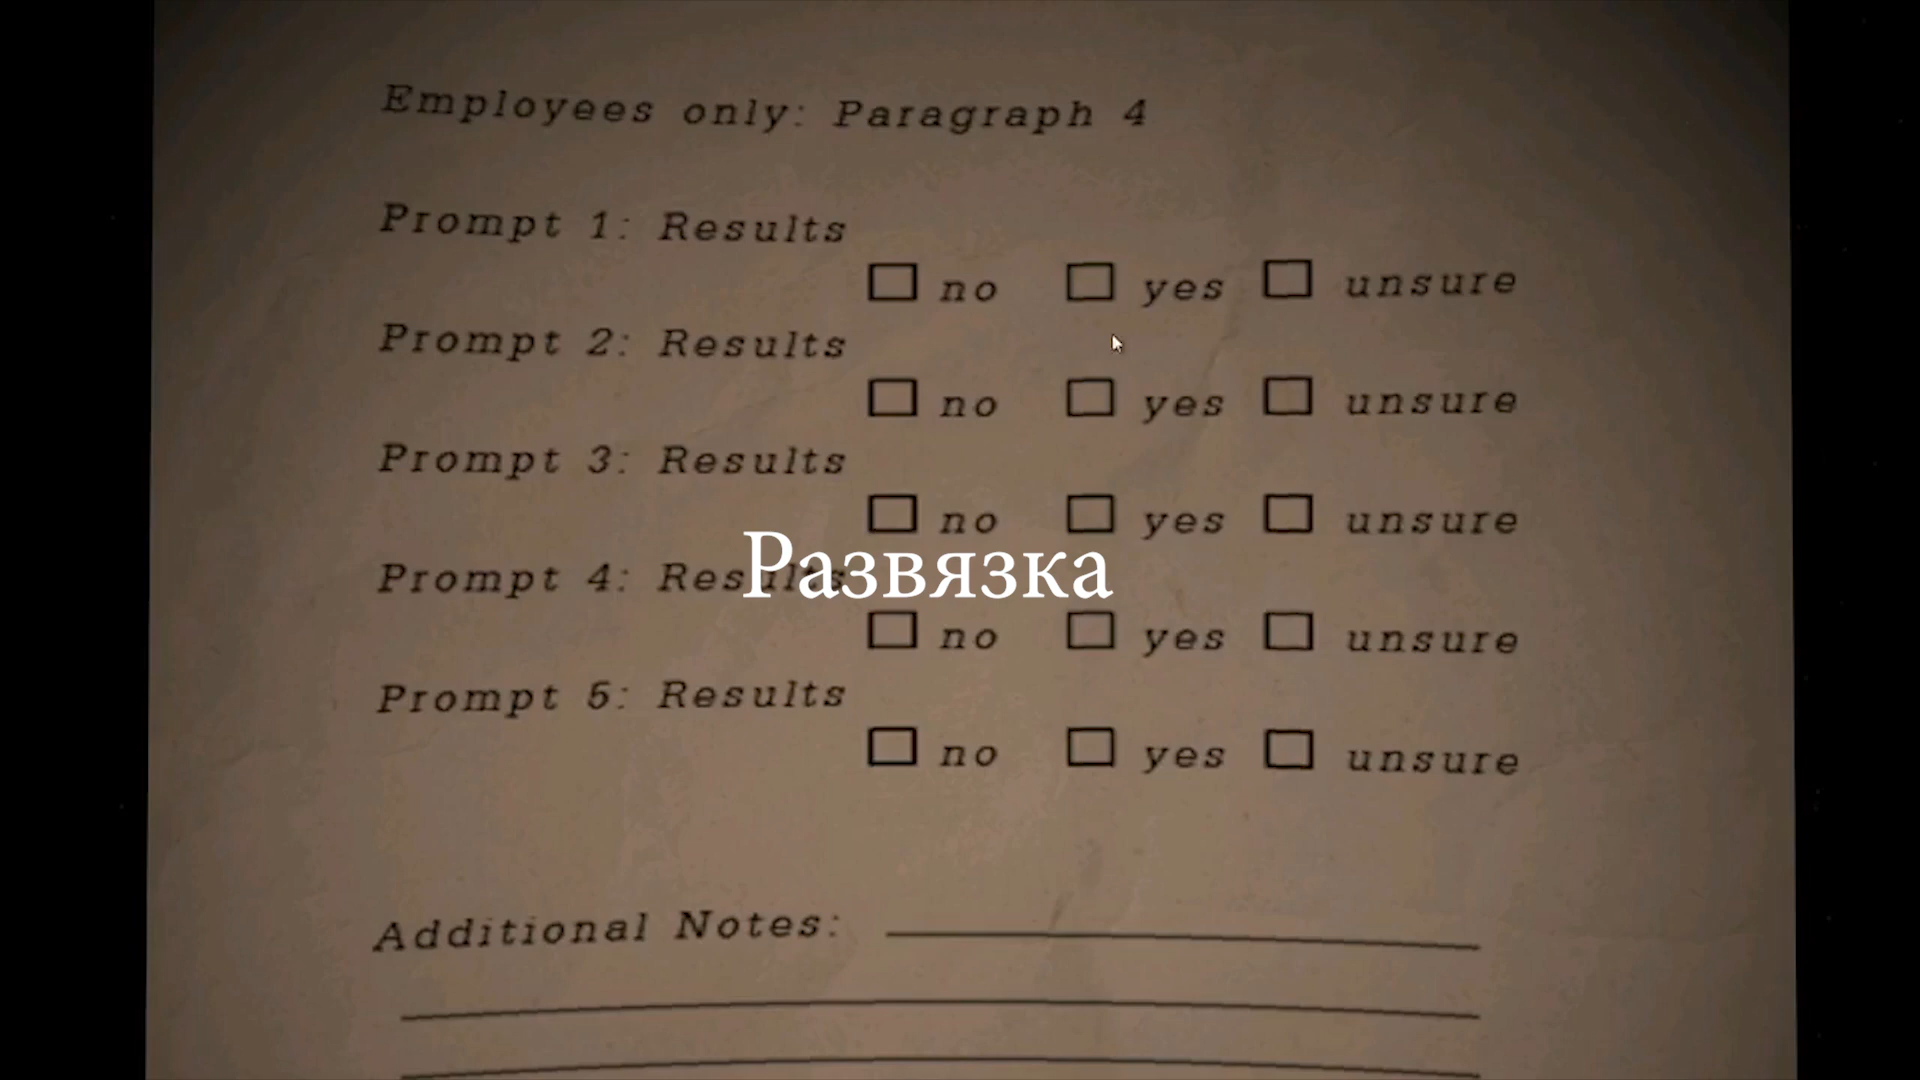 Employees only: Paragraph 4
Prompt 1: Results
no yes unsure
Prompt 2: Results
no yes unsure
Prompt 3: Results
no yes unsure
Развязка
Prompt 4: Results
no yes unsure
Prompt 5: Results
no yes unsure
Additional Notes: